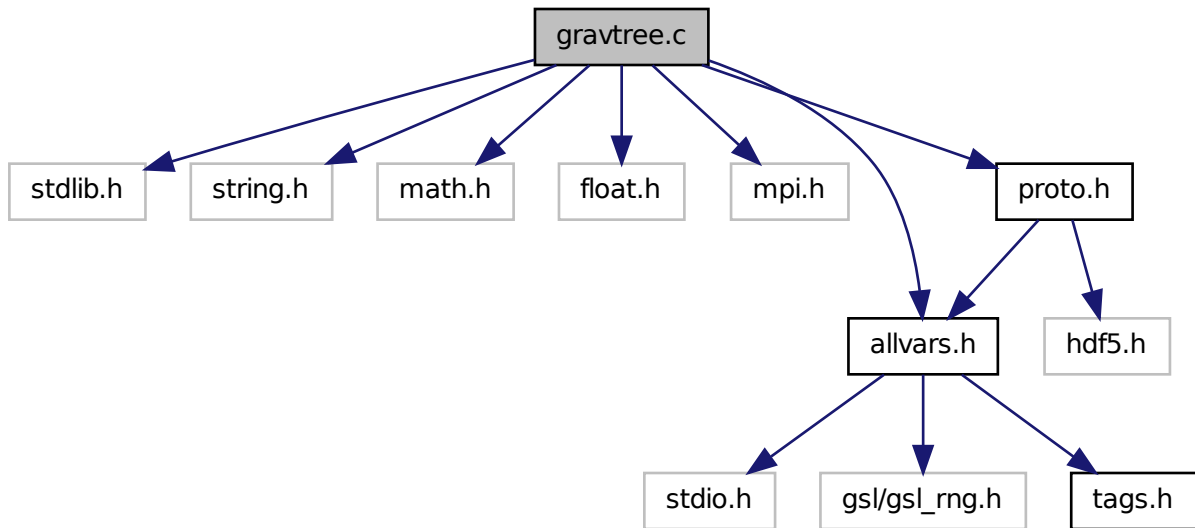 gravtree.c
stdlib.h
string.h
math.h
float.h
mpi.h
proto.h
allvars.h
hdf5.h
stdio.h
gsl/gsl_rng.h
tags.h